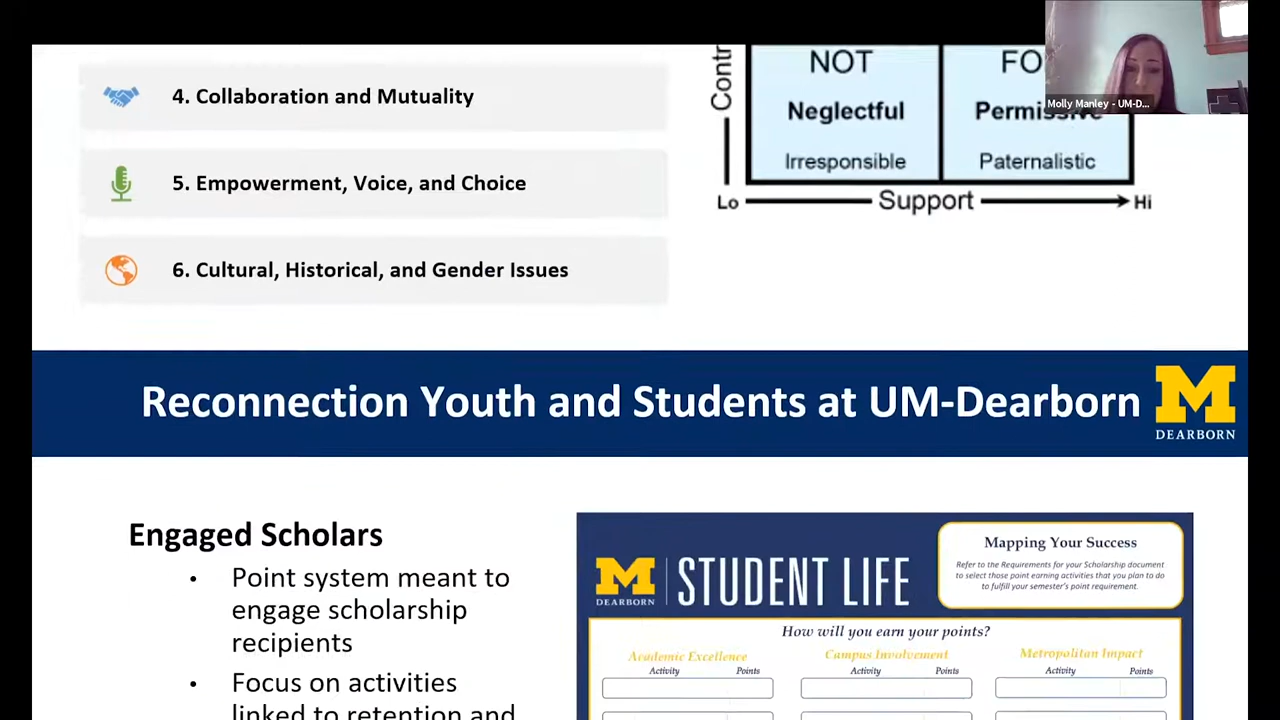 4. Collaboration and Mutuality
5. Empowerment, Voice, and Choice
6. Cultural, Historical, and Gender Issues
Contr
NOT
FO
Neglectful
Permissive
Irresponsible
Paternalistic
Lo
Support
Hi
Molly Manley - UM-D...
Reconnection Youth and Students at UM-Dearborn
M
DEARBORN
Engaged Scholars
• Point system meant to
engage scholarship
recipients
• Focus on activities
linked to retention and
M
DEARBORN
STUDENT LIFE
Mapping Your Success
Refer to the Requirements for your Scholarship document
to select those point earning activities that you plan to do
to fulfill your semester's point requirement.
How will you earn your points?
Academic Excellence
Campus Involvement
Metropolitan Impact
Activity Points
Activity Points
Activity Points